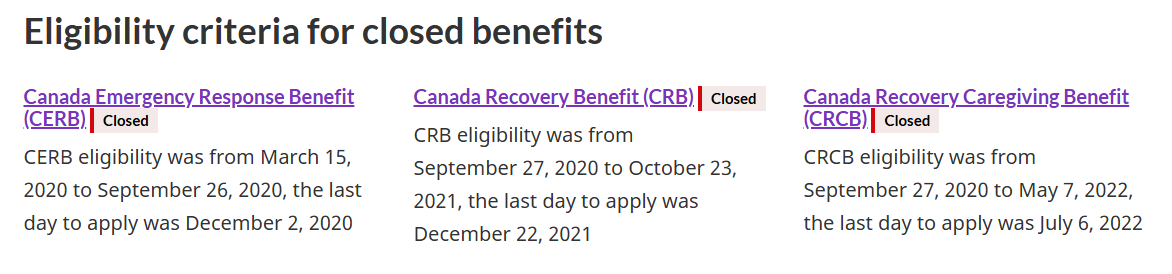 Eligibility criteria for closed benefits
Canada Emergency Response Benefit
(CERB) Closed
CERB eligibility was from March 15,
2020 to September 26, 2020, the last
day to apply was December 2, 2020
Canada Recovery Benefit (CRB) Closed
CRB eligibility was from
September 27, 2020 to October 23,
2021, the last day to apply was
December 22, 2021
Canada Recovery Caregiving Benefit
(CRCB) Closed
CRCB eligibility was from
September 27, 2020 to May 7, 2022,
the last day to apply was July 6, 2022